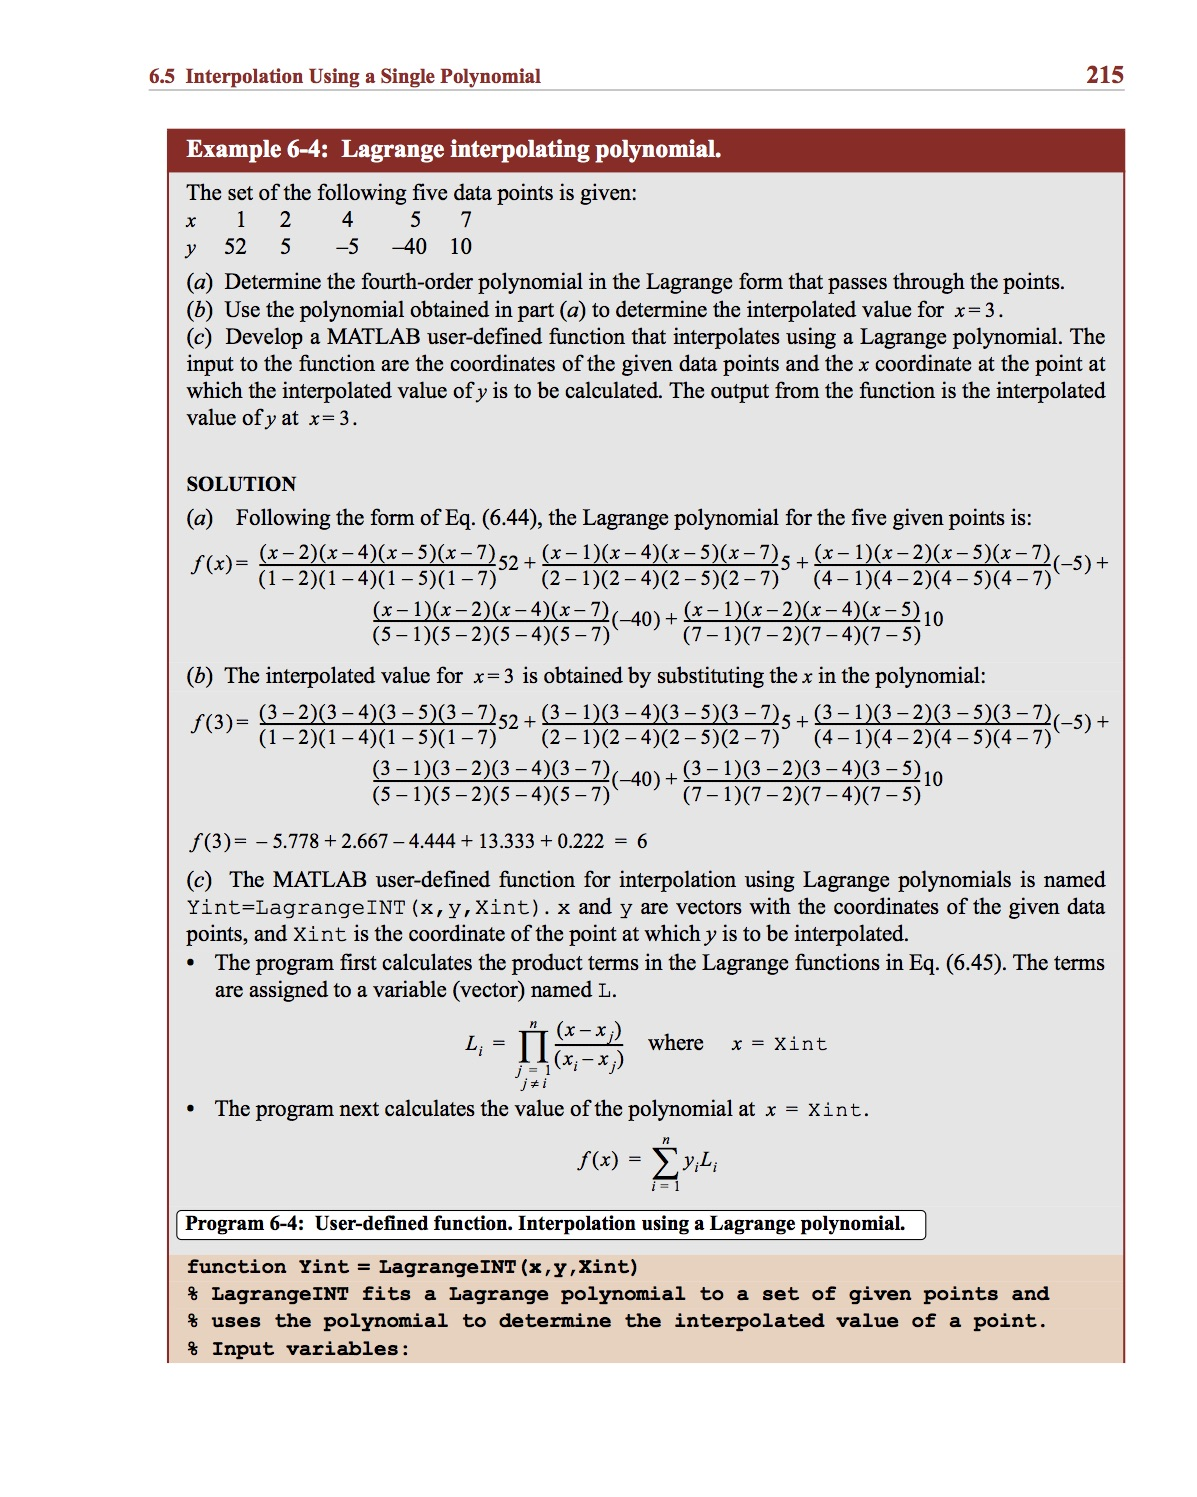 6.5 Interpolation Using a Single Polynomial 215
Example 6-4: Lagrange interpolating polynomial.
The set of the following five data points is given:
x 1 2 4 5 7
y 52 5 –5 –40 10
(a) Determine the fourth-order polynomial in the Lagrange form that passes through the points.
(b) Use the polynomial obtained in part (a) to determine the interpolated value for x=3.
(c) Develop a MATLAB user-defined function that interpolates using a Lagrange polynomial. The
input to the function are the coordinates of the given data points and the x coordinate at the point at
which the interpolated value of y is to be calculated. The output from the function is the interpolated
value of y at x=3.
SOLUTION
(a) Following the form of Eq. (6.44), the Lagrange polynomial for the five given points is:
f(x)= (x–2)(x–4)(x–5)(x–7)/(1–2)(1–4)(1–5)(1–7) 52 + (x–1)(x–4)(x–5)(x–7)/(2–1)(2–4)(2–5)(2–7) 5 + (x–1)(x–2)(x–5)(x–7)/(4–1)(4–2)(4–5)(4–7) (–5) +
(x–1)(x–2)(x–4)(x–7)/(5–1)(5–2)(5–4)(5–7) (–40) + (x–1)(x–2)(x–4)(x–5)/(7–1)(7–2)(7–4)(7–5) 10
(b) The interpolated value for x=3 is obtained by substituting the x in the polynomial:
f(3)= (3–2)(3–4)(3–5)(3–7)/(1–2)(1–4)(1–5)(1–7) 52 + (3–1)(3–4)(3–5)(3–7)/(2–1)(2–4)(2–5)(2–7) 5 + (3–1)(3–2)(3–5)(3–7)/(4–1)(4–2)(4–5)(4–7) (–5) +
(3–1)(3–2)(3–4)(3–7)/(5–1)(5–2)(5–4)(5–7) (–40) + (3–1)(3–2)(3–4)(3–5)/(7–1)(7–2)(7–4)(7–5) 10
f(3)= – 5.778 + 2.667 – 4.444 + 13.333 + 0.222 = 6
(c) The MATLAB user-defined function for interpolation using Lagrange polynomials is named
Yint=LagrangeINT(x,y,Xint). x and y are vectors with the coordinates of the given data
points, and Xint is the coordinate of the point at which y is to be interpolated.
• The program first calculates the product terms in the Lagrange functions in Eq. (6.45). The terms
are assigned to a variable (vector) named L.
L_i = ∏_{j=1, j≠i}^{n} (x–x_j)/(x_i–x_j) where x = Xint
• The program next calculates the value of the polynomial at x = Xint.
f(x) = ∑_{i=1}^{n} y_i L_i
Program 6-4: User-defined function. Interpolation using a Lagrange polynomial.
function Yint = LagrangeINT(x,y,Xint)
% LagrangeINT fits a Lagrange polynomial to a set of given points and
% uses the polynomial to determine the interpolated value of a point.
% Input variables: